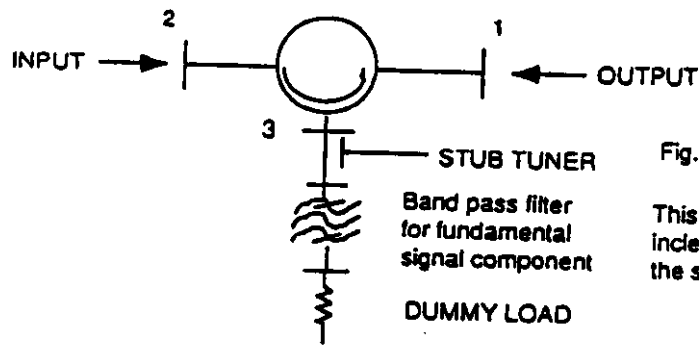 2
1
INPUT
OUTPUT
3
STUB TUNER
Fig.
Band pass filter
for fundamental
signal component
This
incle
the s
DUMMY LOAD